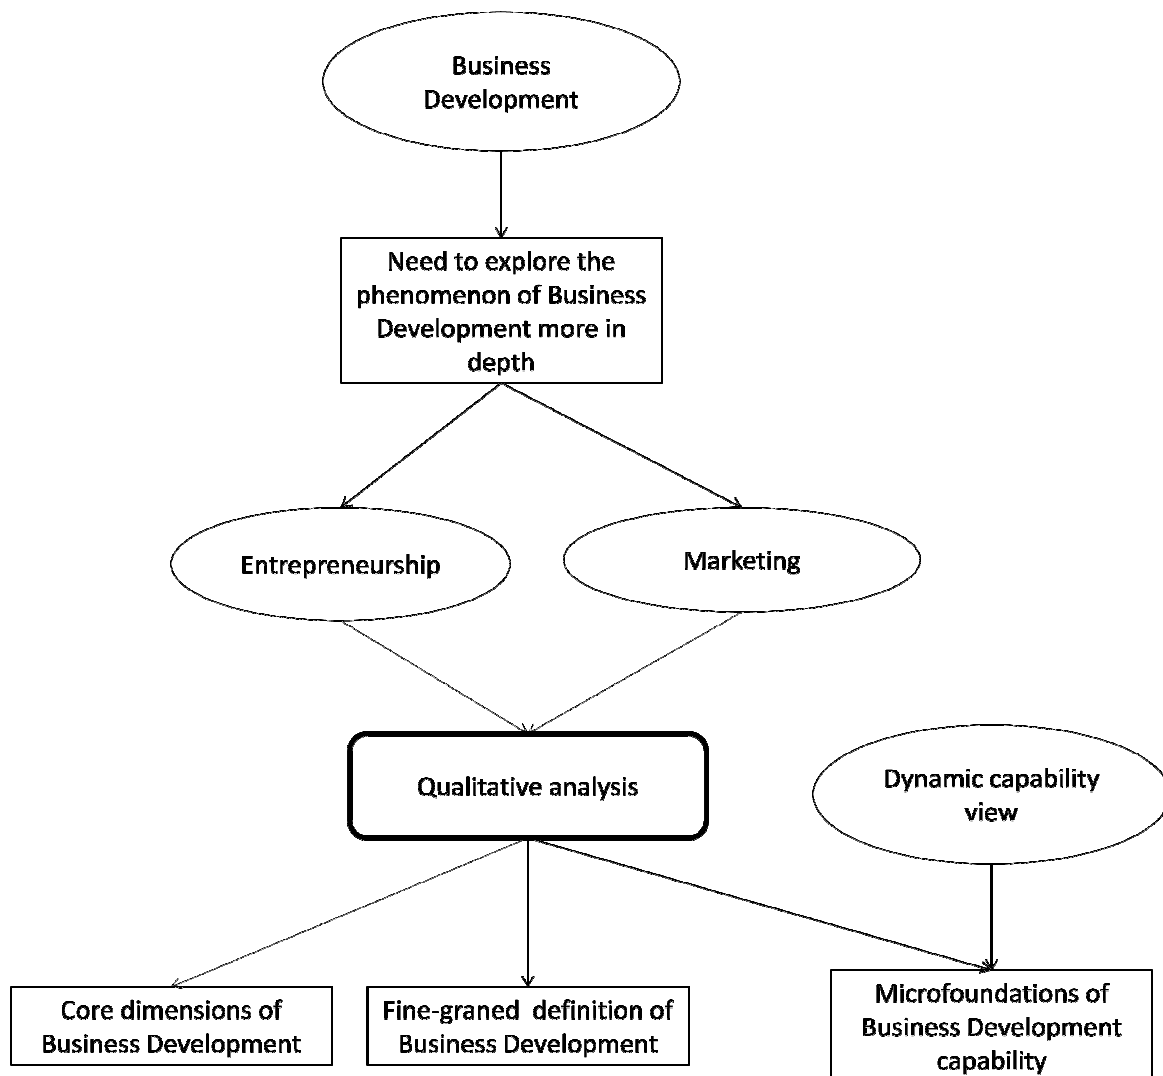 Business
Development
Need to explore the
phenomenon of Business
Development more in
depth
Entrepreneurship
Marketing
Qualitative analysis
Dynamic capability
view
Core dimensions of
Business Development
Fine-graned definition of
Business Development
Microfoundations of
Business Development
capability